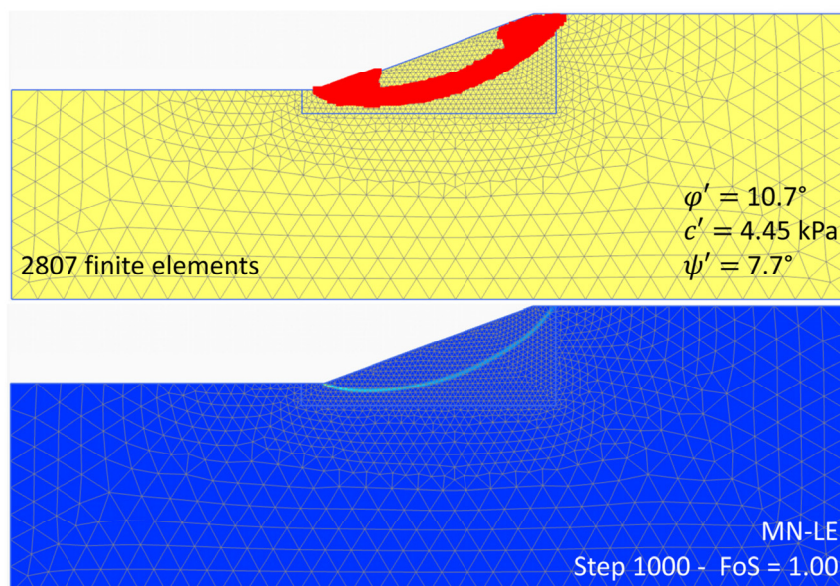 φ′ = 10.7°
c′ = 4.45 kPa
2807 finite elements
ψ′ = 7.7°
MN-LE
Step 1000 - FoS = 1.00